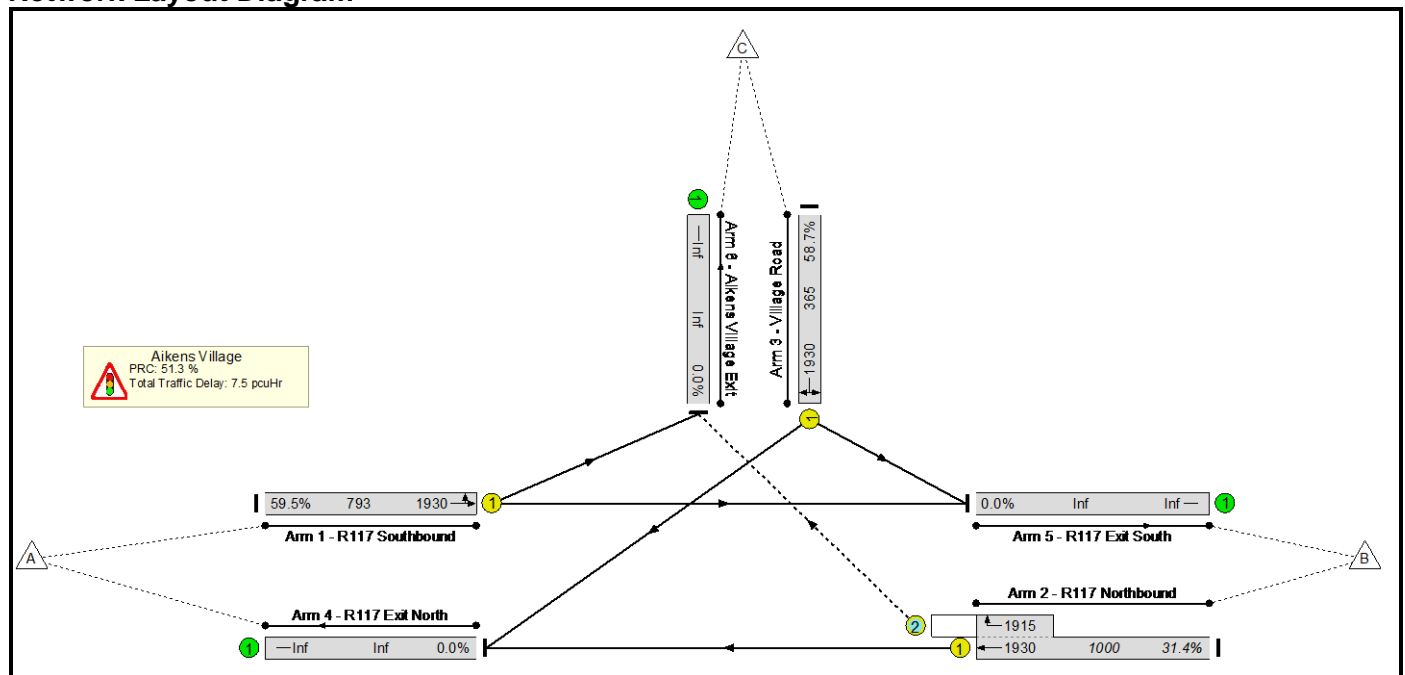 Network Layout Diagram
C
1
—Inf Inf 0.0%
Arm 6 - Aikens Village Exit
Arm 3 - Village Road
1930 365 58.7%
1
Aikens Village
PRC: 51.3 %
Total Traffic Delay: 7.5 pcuHr
59.5% 793 1930
1
Arm 1 - R117 Southbound
0.0% Inf Inf —
1
Arm 5 - R117 Exit South
A
B
Arm 4 - R117 Exit North
Arm 2 - R117 Northbound
2
1915
1
—Inf Inf 0.0%
1
1930 1000 31.4%